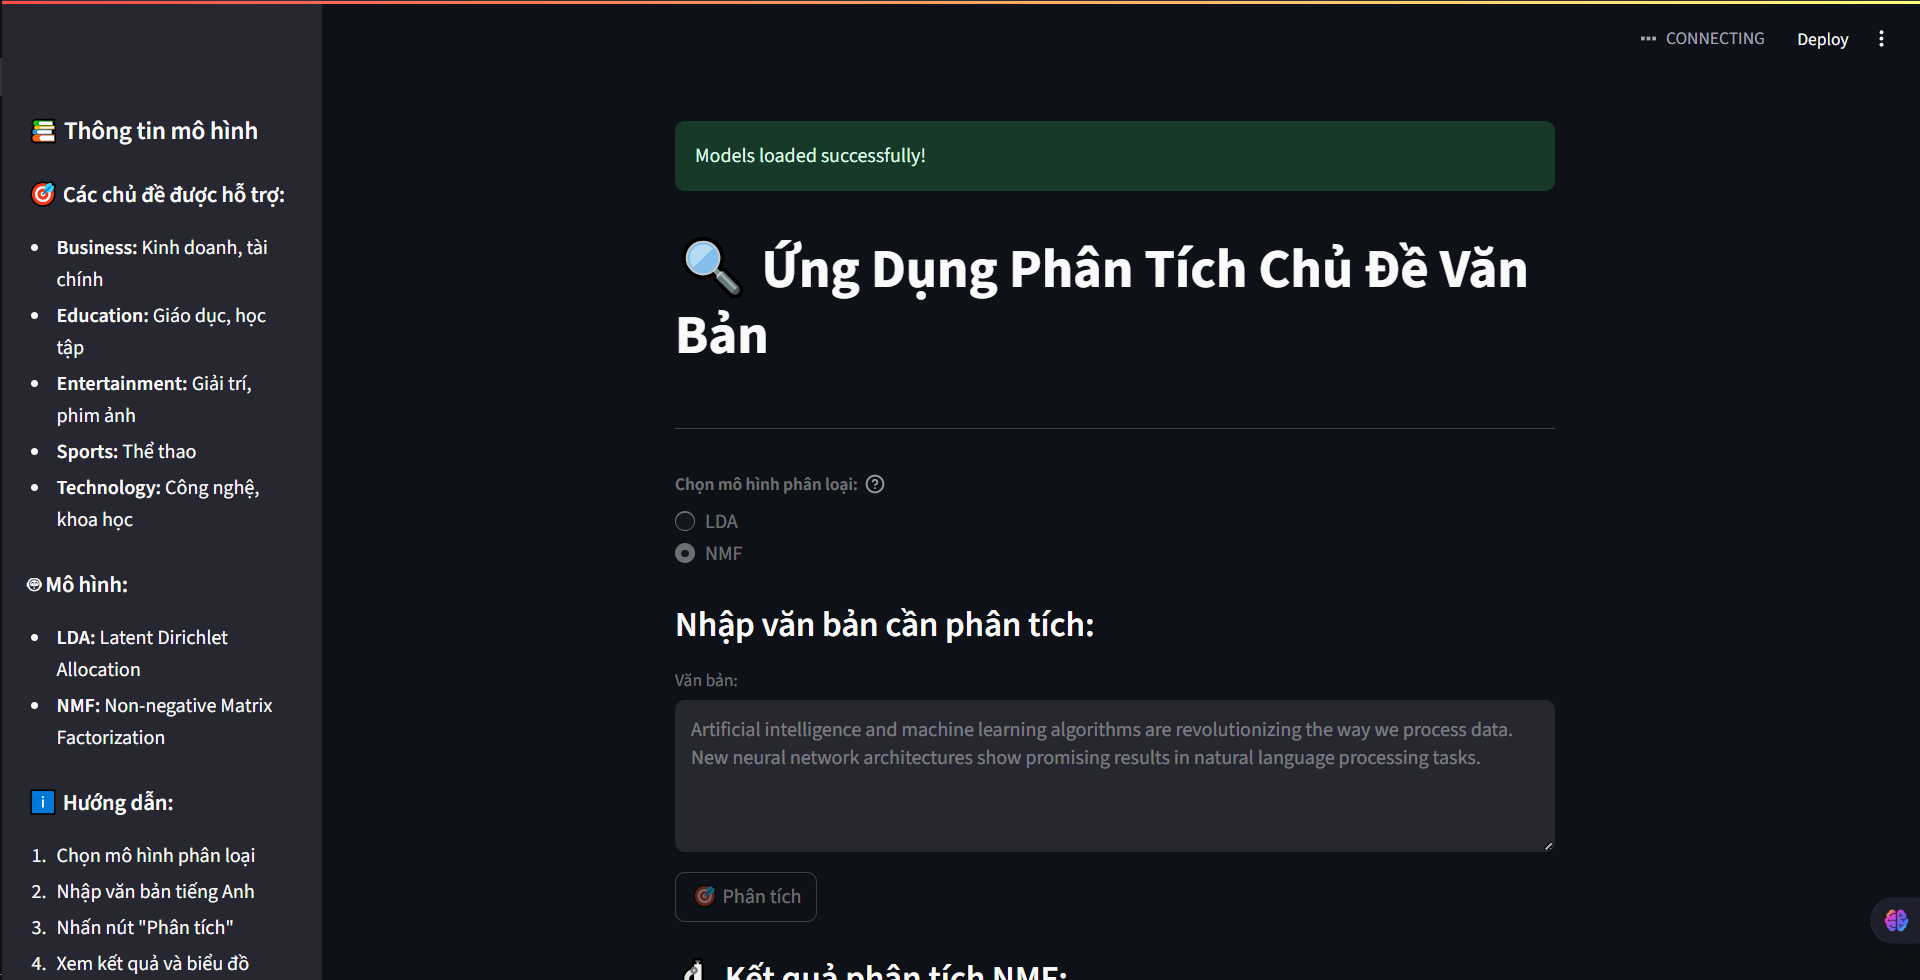 CONNECTING
Deploy
Thông tin mô hình
Các chủ đề được hỗ trợ:
Business: Kinh doanh, tài
chính
Education: Giáo dục, học
tập
Entertainment: Giải trí,
phim ảnh
Sports: Thể thao
Technology: Công nghệ,
khoa học
Mô hình:
LDA: Latent Dirichlet
Allocation
NMF: Non-negative Matrix
Factorization
Hướng dẫn:
1. Chọn mô hình phân loại
2. Nhập văn bản tiếng Anh
3. Nhấn nút "Phân tích"
4. Xem kết quả và biểu đồ
Models loaded successfully!
Ứng Dụng Phân Tích Chủ Đề Văn
Bản
Chọn mô hình phân loại:
LDA
NMF
Nhập văn bản cần phân tích:
Văn bản:
Artificial intelligence and machine learning algorithms are revolutionizing the way we process data.
New neural network architectures show promising results in natural language processing tasks.
Phân tích
Kết quả phân tích NMF: